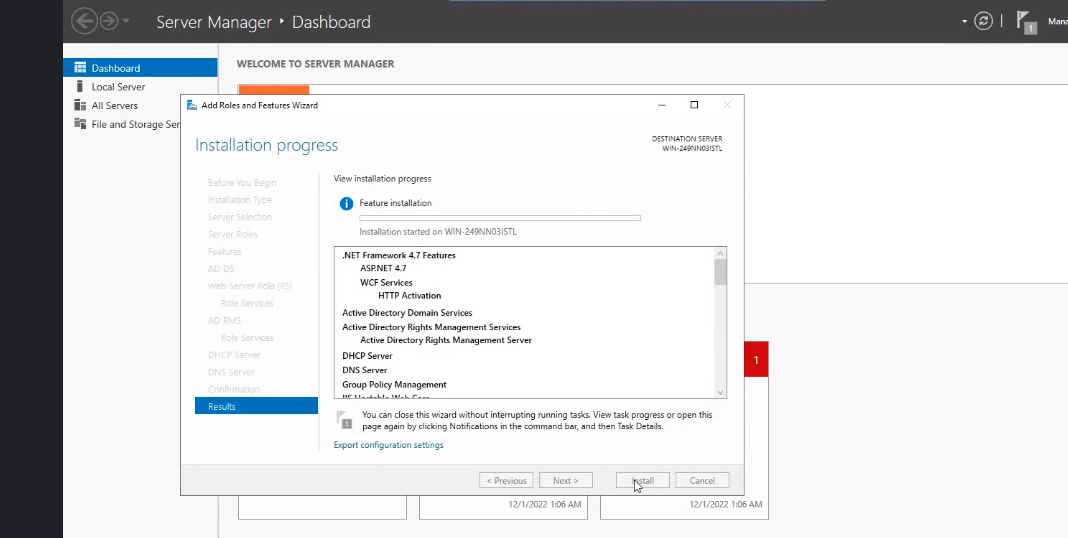 Server Manager ‣ Dashboard
1
Mana
Dashboard
Local Server
All Servers
File and Storage Ser
WELCOME TO SERVER MANAGER
Add Roles and Features Wizard
Installation progress
DESTINATION SERVER
WIN-249NN03ISTL
Before You Begin
Installation Type
Server Selection
Server Roles
Features
AD DS
Web Server Role (IIS)
Role Services
AD RMS
Role Services
DHCP Server
DNS Server
Confirmation
Results
View installation progress
Feature installation
Installation started on WIN-249NN03ISTL
.NET Framework 4.7 Features
ASP.NET 4.7
WCF Services
HTTP Activation
Active Directory Domain Services
Active Directory Rights Management Services
Active Directory Rights Management Server
DHCP Server
DNS Server
Group Policy Management
IIS Hostable Web Core
1
You can close this wizard without interrupting running tasks. View task progress or open this
page again by clicking Notifications in the command bar, and then Task Details.
Export configuration settings
< Previous
Next >
Install
Cancel
1
12/1/2022 1:06 AM
12/1/2022 1:06 AM